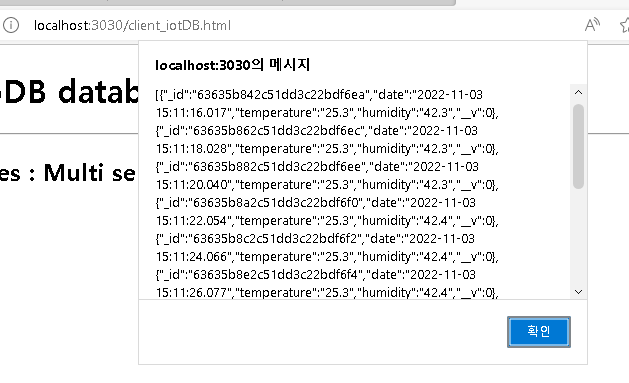 localhost:3030/client_iotDB.html
localhost:3030의 메시지
DB datab
es : Multi se
[{"_id":"63635b842c51dd3c22bdf6ea","date":"2022-11-03
15:11:16.017","temperature":"25.3","humidity":"42.3","__v":0},
{"_id":"63635b862c51dd3c22bdf6ec","date":"2022-11-03
15:11:18.028","temperature":"25.3","humidity":"42.3","__v":0},
{"_id":"63635b882c51dd3c22bdf6ee","date":"2022-11-03
15:11:20.040","temperature":"25.3","humidity":"42.3","__v":0},
{"_id":"63635b8a2c51dd3c22bdf6f0","date":"2022-11-03
15:11:22.054","temperature":"25.3","humidity":"42.4","__v":0},
{"_id":"63635b8c2c51dd3c22bdf6f2","date":"2022-11-03
15:11:24.066","temperature":"25.3","humidity":"42.4","__v":0},
{"_id":"63635b8e2c51dd3c22bdf6f4","date":"2022-11-03
15:11:26.077","temperature":"25.3","humidity":"42.4","__v":0},
확인